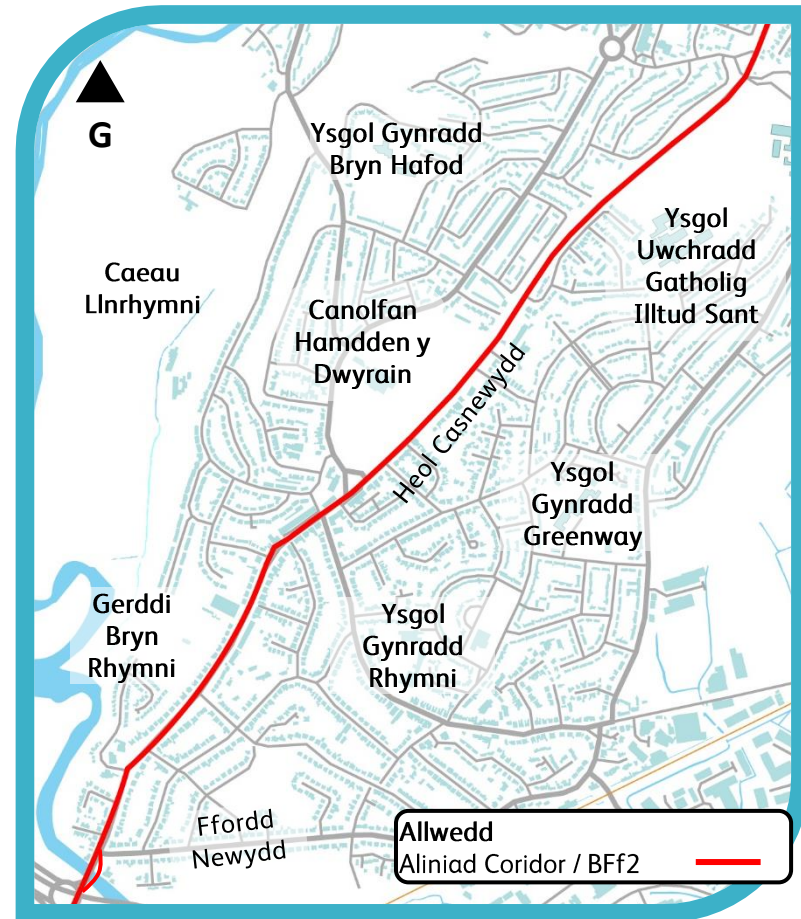 G
Ysgol Gynradd
Bryn Hafod
Ysgol
Uwchradd
Gatholig
Illtud Sant
Caeau
Llnrhymni
Canolfan
Hamdden y
Dwyrain
Heol Casnewydd
Ysgol
Gynradd
Greenway
Gerddi
Bryn
Rhymni
Ysgol
Gynradd
Rhymni
Ffordd
Newydd
Allwedd
Aliniad Coridor / BFf2